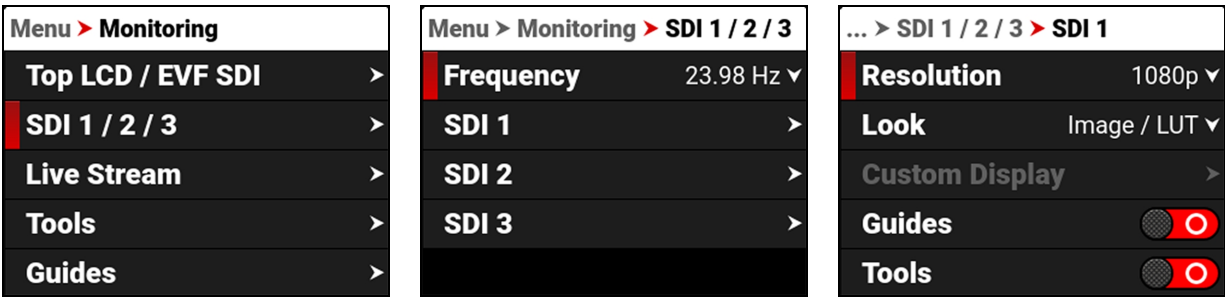 Menu > Monitoring
Top LCD / EVF SDI >
SDI 1 / 2 / 3 >
Live Stream >
Tools >
Guides >
Menu > Monitoring > SDI 1 / 2 / 3
Frequency 23.98 Hz
SDI 1 >
SDI 2 >
SDI 3 >
... > SDI 1 / 2 / 3 > SDI 1
Resolution 1080p
Look Image / LUT
Custom Display >
Guides
Tools